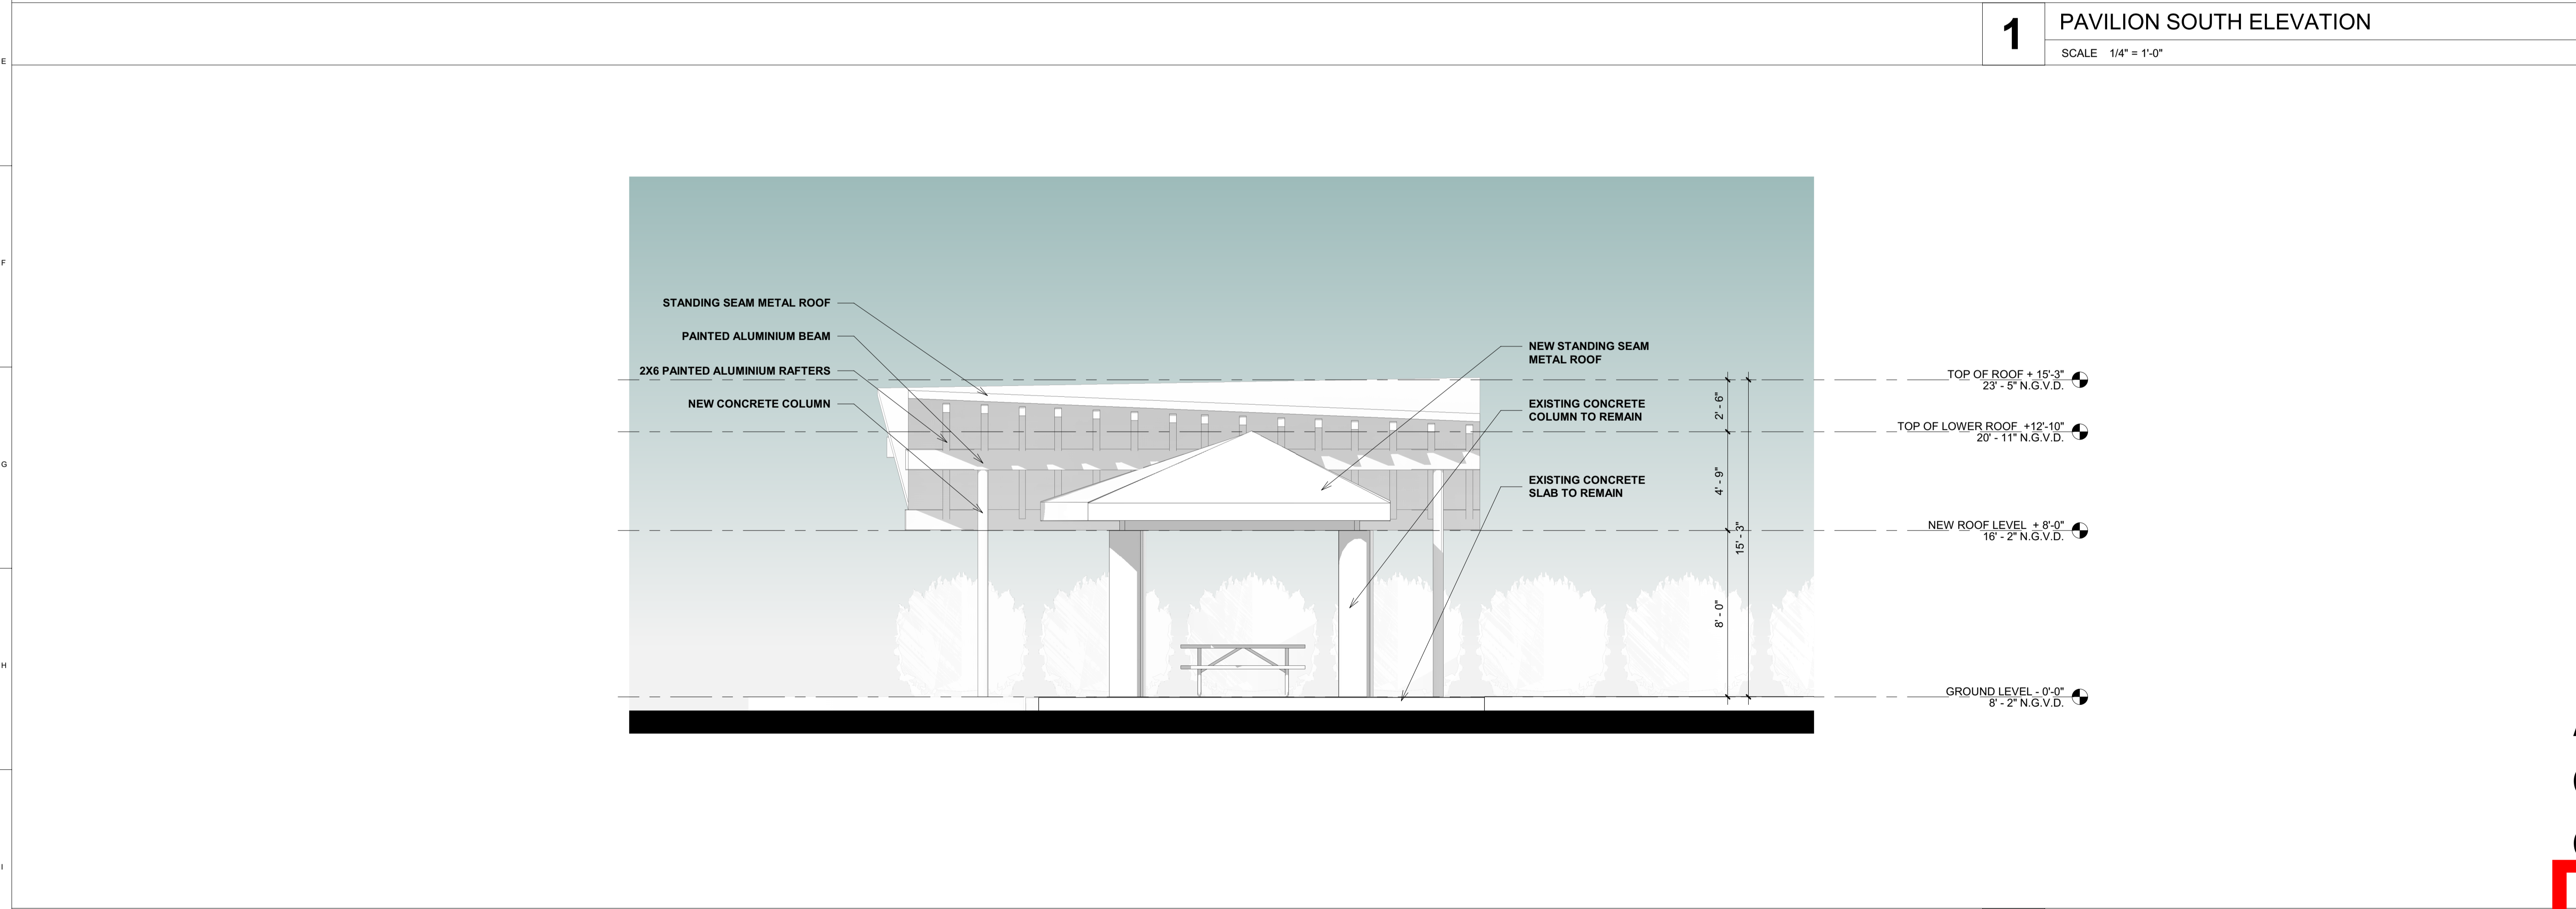 1
PAVILION SOUTH ELEVATION
SCALE 1/4" = 1'-0"
E
F
G
H
I
STANDING SEAM METAL ROOF
PAINTED ALUMINIUM BEAM
2X6 PAINTED ALUMINIUM RAFTERS
NEW CONCRETE COLUMN
NEW STANDING SEAM
METAL ROOF
EXISTING CONCRETE
COLUMN TO REMAIN
EXISTING CONCRETE
SLAB TO REMAIN
2' - 6"
4' - 9"
8' - 0"
15' - 3"
TOP OF ROOF + 15'-3"
23' - 5" N.G.V.D.
TOP OF LOWER ROOF +12'-10"
20' - 11" N.G.V.D.
NEW ROOF LEVEL + 8'-0"
16' - 2" N.G.V.D.
GROUND LEVEL - 0'-0"
8' - 2" N.G.V.D.